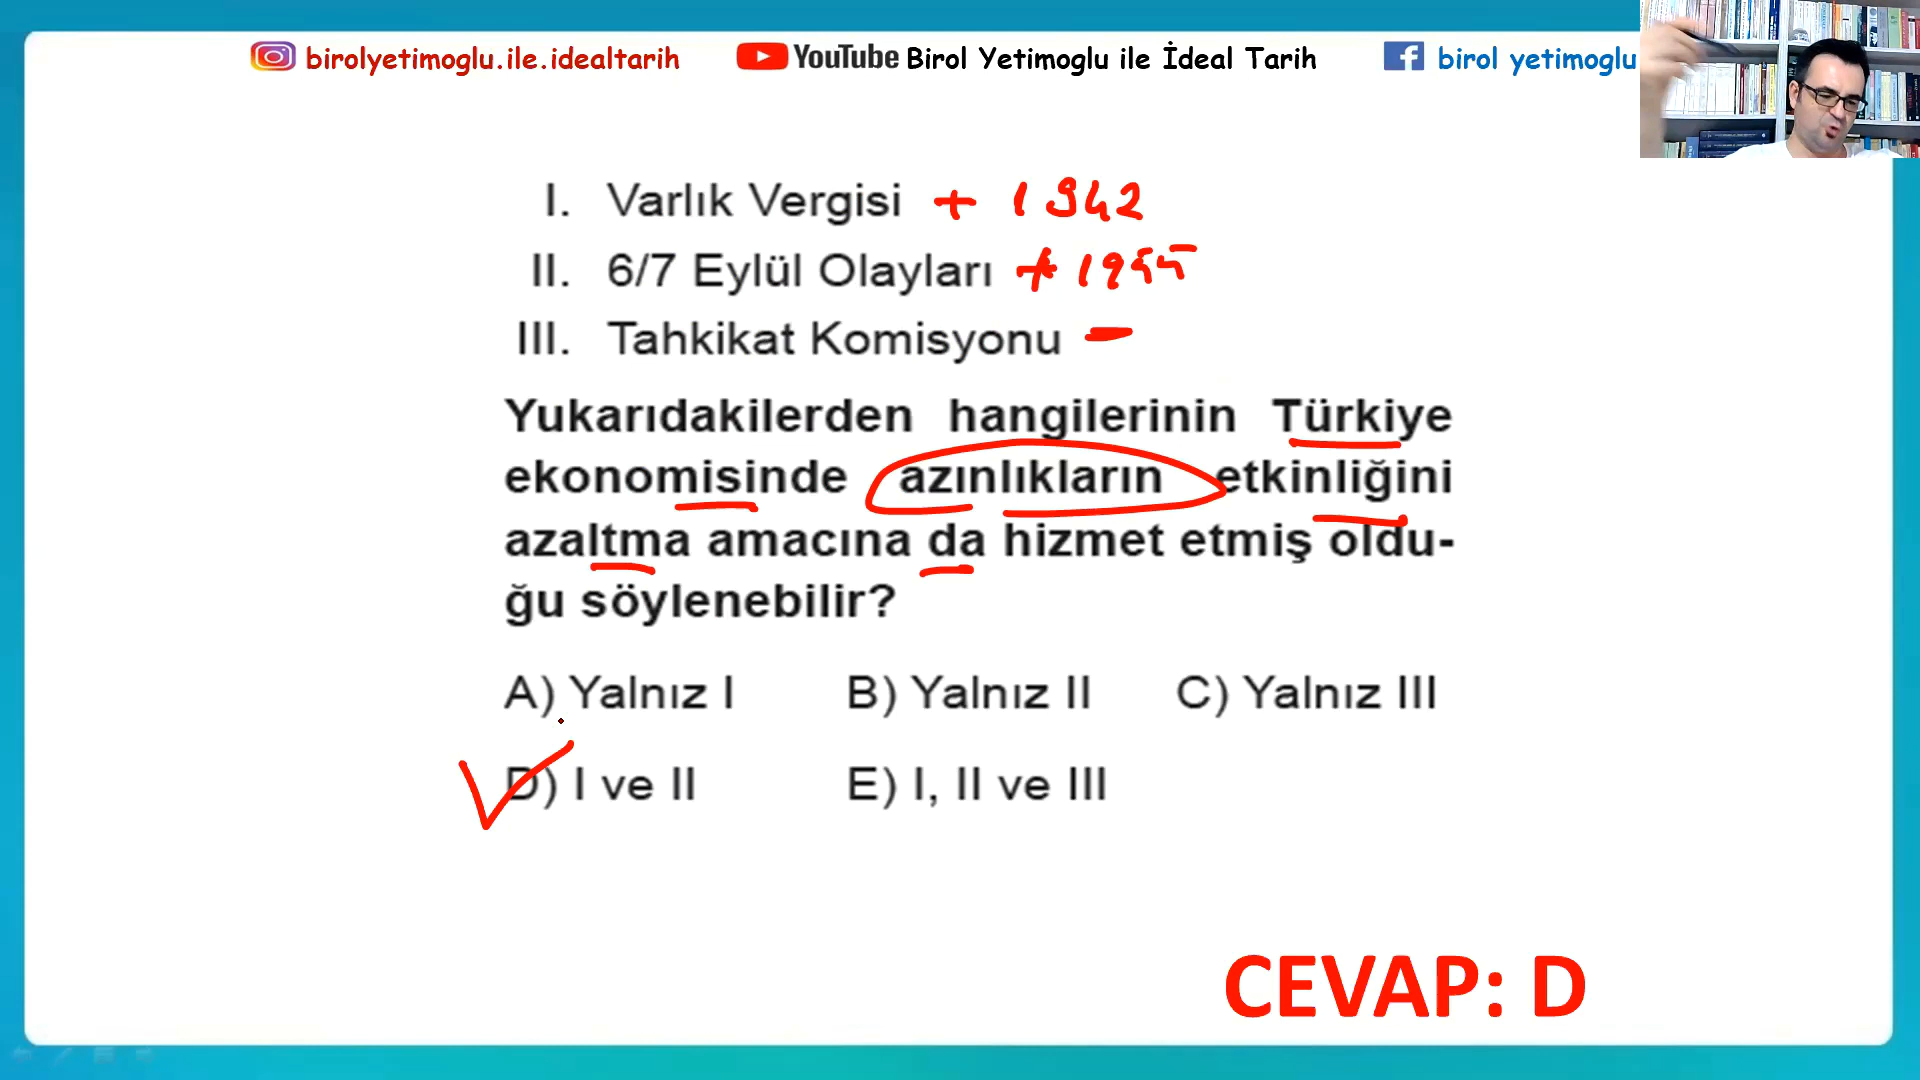 birolyetimoglu.ile.idealtarih YouTube Birol Yetimoglu ile İdeal Tarih birol yetimoglu
I. Varlık Vergisi + 1942
II. 6/7 Eylül Olayları + 1955
III. Tahkikat Komisyonu -
Yukarıdakilerden hangilerinin Türkiye
ekonomisinde azınlıkların etkinliğini
azaltma amacına da hizmet etmiş oldu-
ğu söylenebilir?
A) Yalnız I B) Yalnız II C) Yalnız III
D) I ve II E) I, II ve III
CEVAP: D